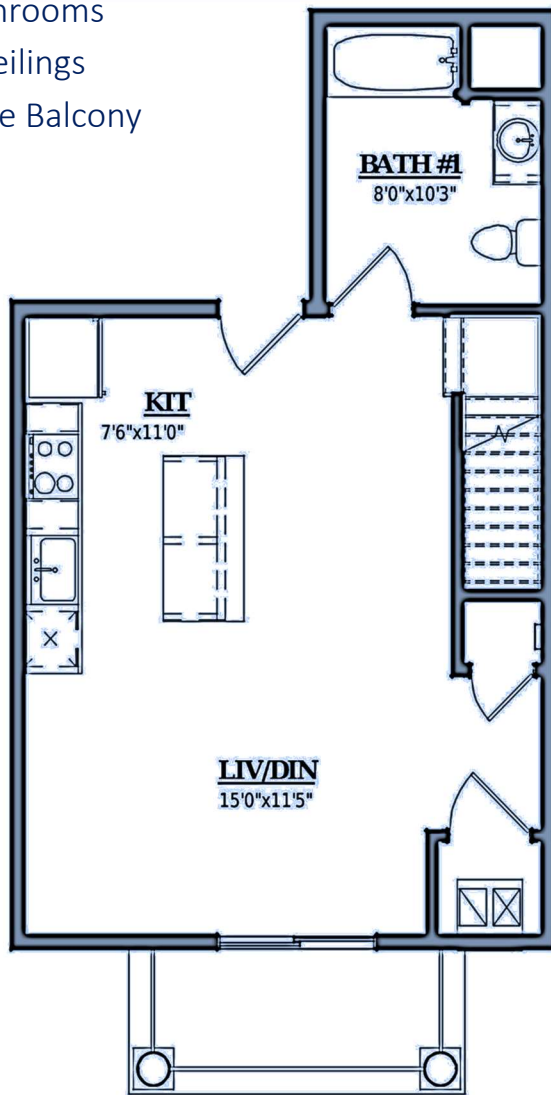 eilings
e Balcony
BATH #1
8'0"x10'3"
KIT
7'6"x11'0"
LIV/DIN
15'0"x11'5"